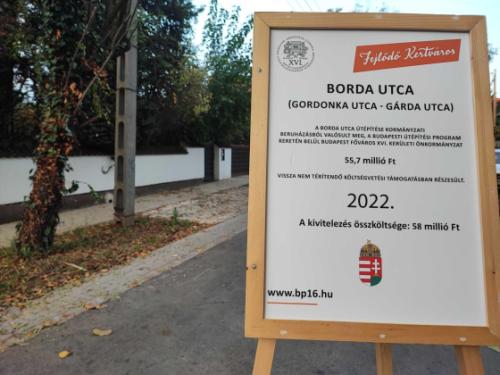 XVI.
Fejlődő Kertváros
BORDA UTCA
(GORDONKA UTCA - GÁRDA UTCA)
A BORDA UTCA ÚTÉPÍTÉSE KORMÁNYZATI
BERUHÁZÁSBÓL VALÓSULT MEG, A BUDAPESTI ÚTÉPÍTÉSI PROGRAM
KERETÉN BELÜL BUDAPEST FŐVÁROS XVI. KERÜLETI ÖNKORMÁNYZAT
55,7 millió Ft
VISSZA NEM TÉRÍTENDŐ KÖLTSÉGVETÉSI TÁMOGATÁSBAN RÉSZESÜLT.
2022.
A kivitelezés összköltsége: 58 millió Ft
www.bp16.hu